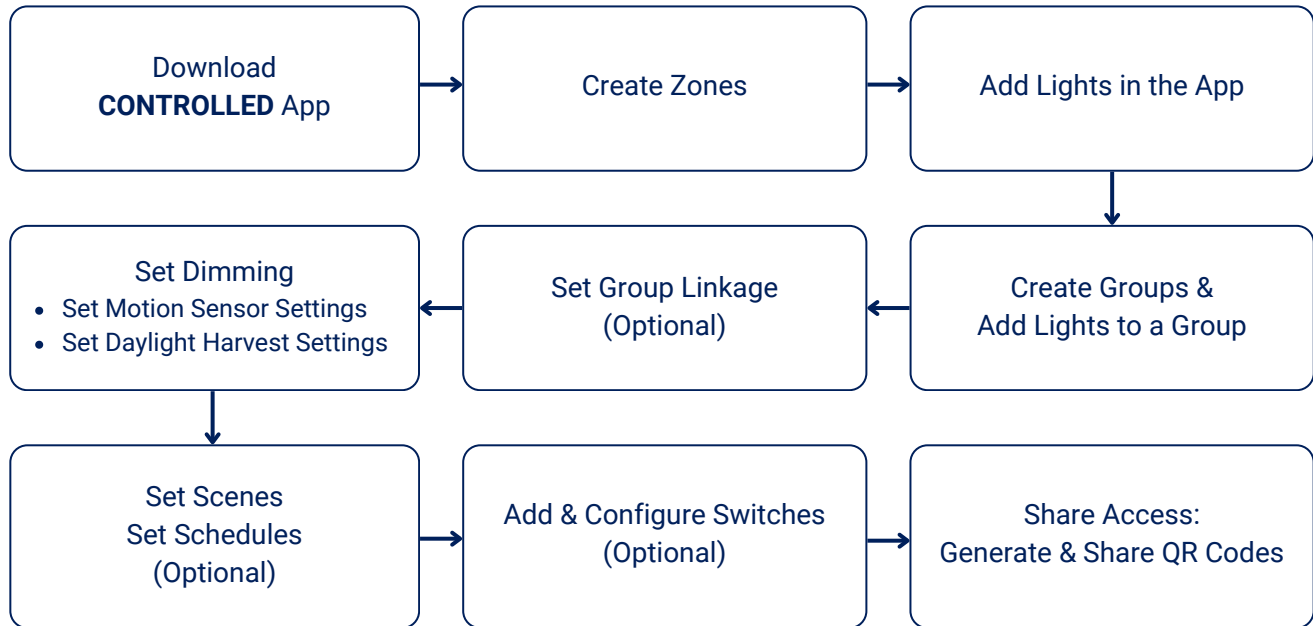 Download
CONTROLLED App
Create Zones
Add Lights in the App
Create Groups &
Add Lights to a Group
Set Group Linkage
(Optional)
Set Dimming
• Set Motion Sensor Settings
• Set Daylight Harvest Settings
Set Scenes
Set Schedules
(Optional)
Add & Configure Switches
(Optional)
Share Access:
Generate & Share QR Codes